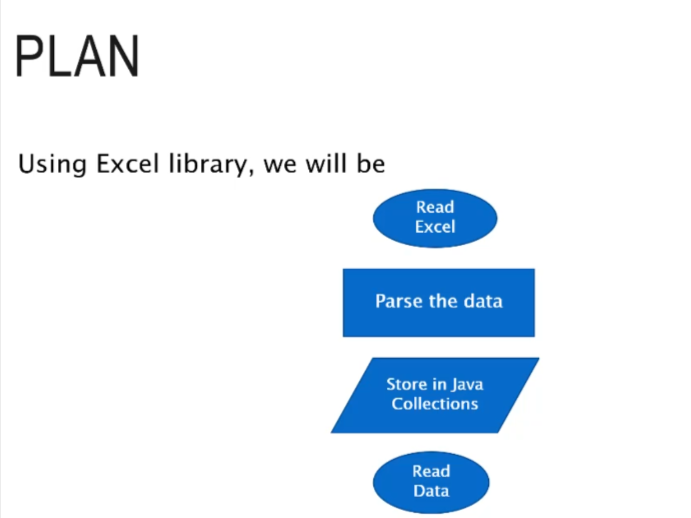 PLAN
Using Excel library, we will be
Read
Excel
Parse the data
Store in Java
Collections
Read
Data